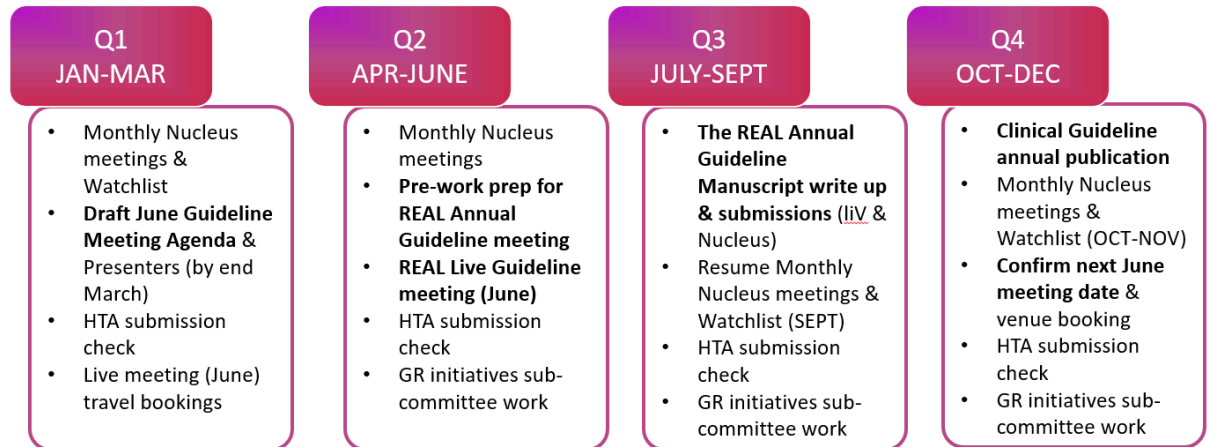 Q1
JAN-MAR
• Monthly Nucleus
meetings &
Watchlist
• Draft June Guideline
Meeting Agenda &
Presenters (by end
March)
• HTA submission
check
• Live meeting (June)
travel bookings
Q2
APR-JUNE
• Monthly Nucleus
meetings
• Pre-work prep for
REAL Annual
Guideline meeting
• REAL Live Guideline
meeting (June)
• HTA submission
check
• GR initiatives sub-
committee work
Q3
JULY-SEPT
• The REAL Annual
Guideline
Manuscript write up
& submissions (liV &
Nucleus)
• Resume Monthly
Nucleus meetings &
Watchlist (SEPT)
• HTA submission
check
• GR initiatives sub-
committee work
Q4
OCT-DEC
• Clinical Guideline
annual publication
• Monthly Nucleus
meetings &
Watchlist (OCT-NOV)
• Confirm next June
meeting date &
venue booking
• HTA submission
check
• GR initiatives sub-
committee work